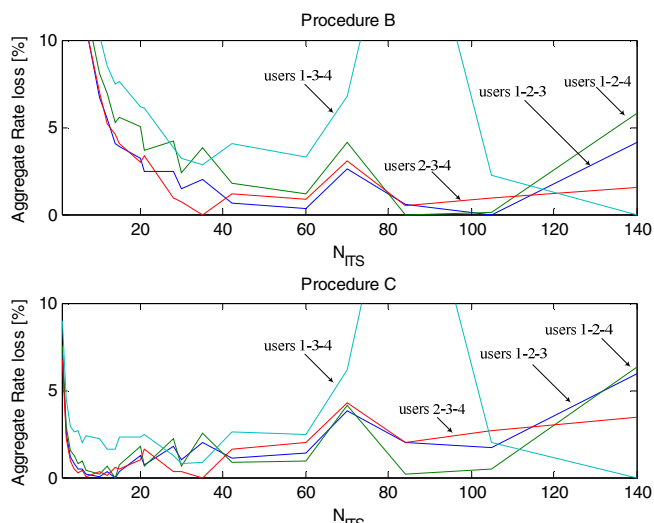 Procedure B
Aggregate Rate loss [%]
10
5
0
20
40
60
80
100
120
140
N_ITS
users 1-3-4
users 1-2-4
users 1-2-3
users 2-3-4
Procedure C
Aggregate Rate loss [%]
10
5
0
0
20
40
60
80
100
120
140
N_ITS
users 1-3-4
users 1-2-4
users 1-2-3
users 2-3-4